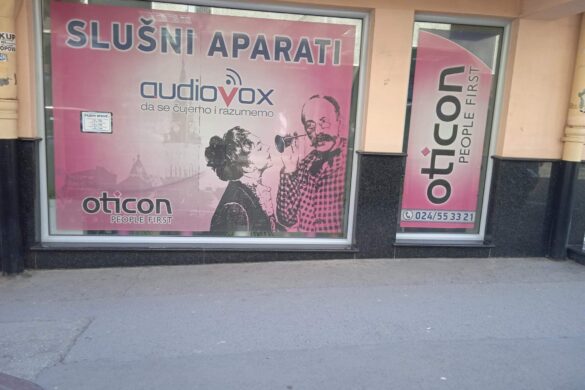 SLUŠNI APARATI
audiovox
da se čujemo i razumemo
oticon
PEOPLE FIRST
oticon
PEOPLE FIRST
024/55 33 21